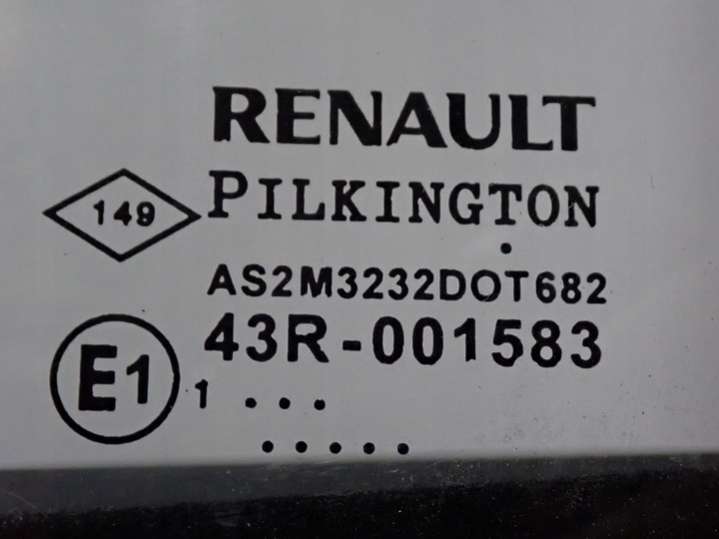 RENAULT
149
PILKINGTON
AS2M3232DOT682
43R-001583
E1
1 ...
.....